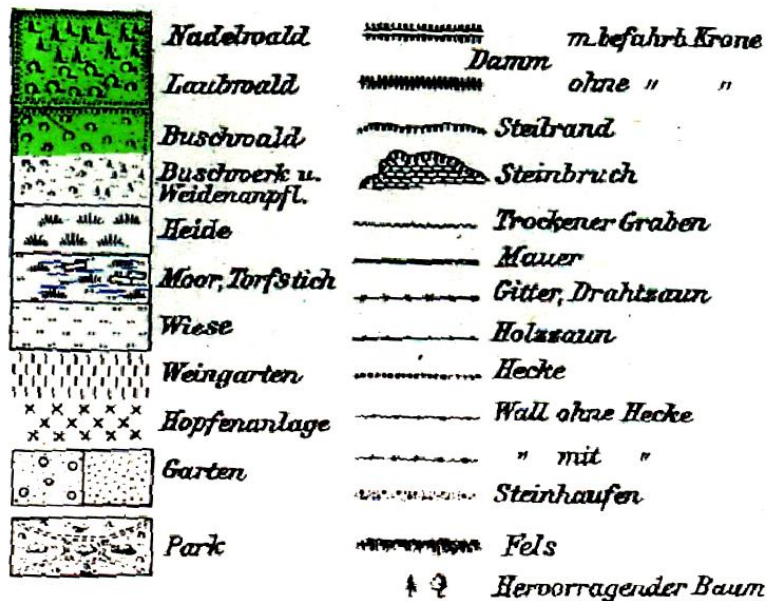 Nadelwald
Laubwald
Buschwald
Buschwerk u.
Weidenanpfl.
Heide
Moor, Torfstich
Wiese
Weingarten
Hopfenanlage
Garten
Park
m. befahrb. Krone
Damm
ohne " "
Steilrand
Steinbruch
Trockener Graben
Mauer
Gitter, Drahtzaun
Holzzaun
Hecke
Wall ohne Hecke
" mit "
Steinhaufen
Fels
Hervorragender Baum